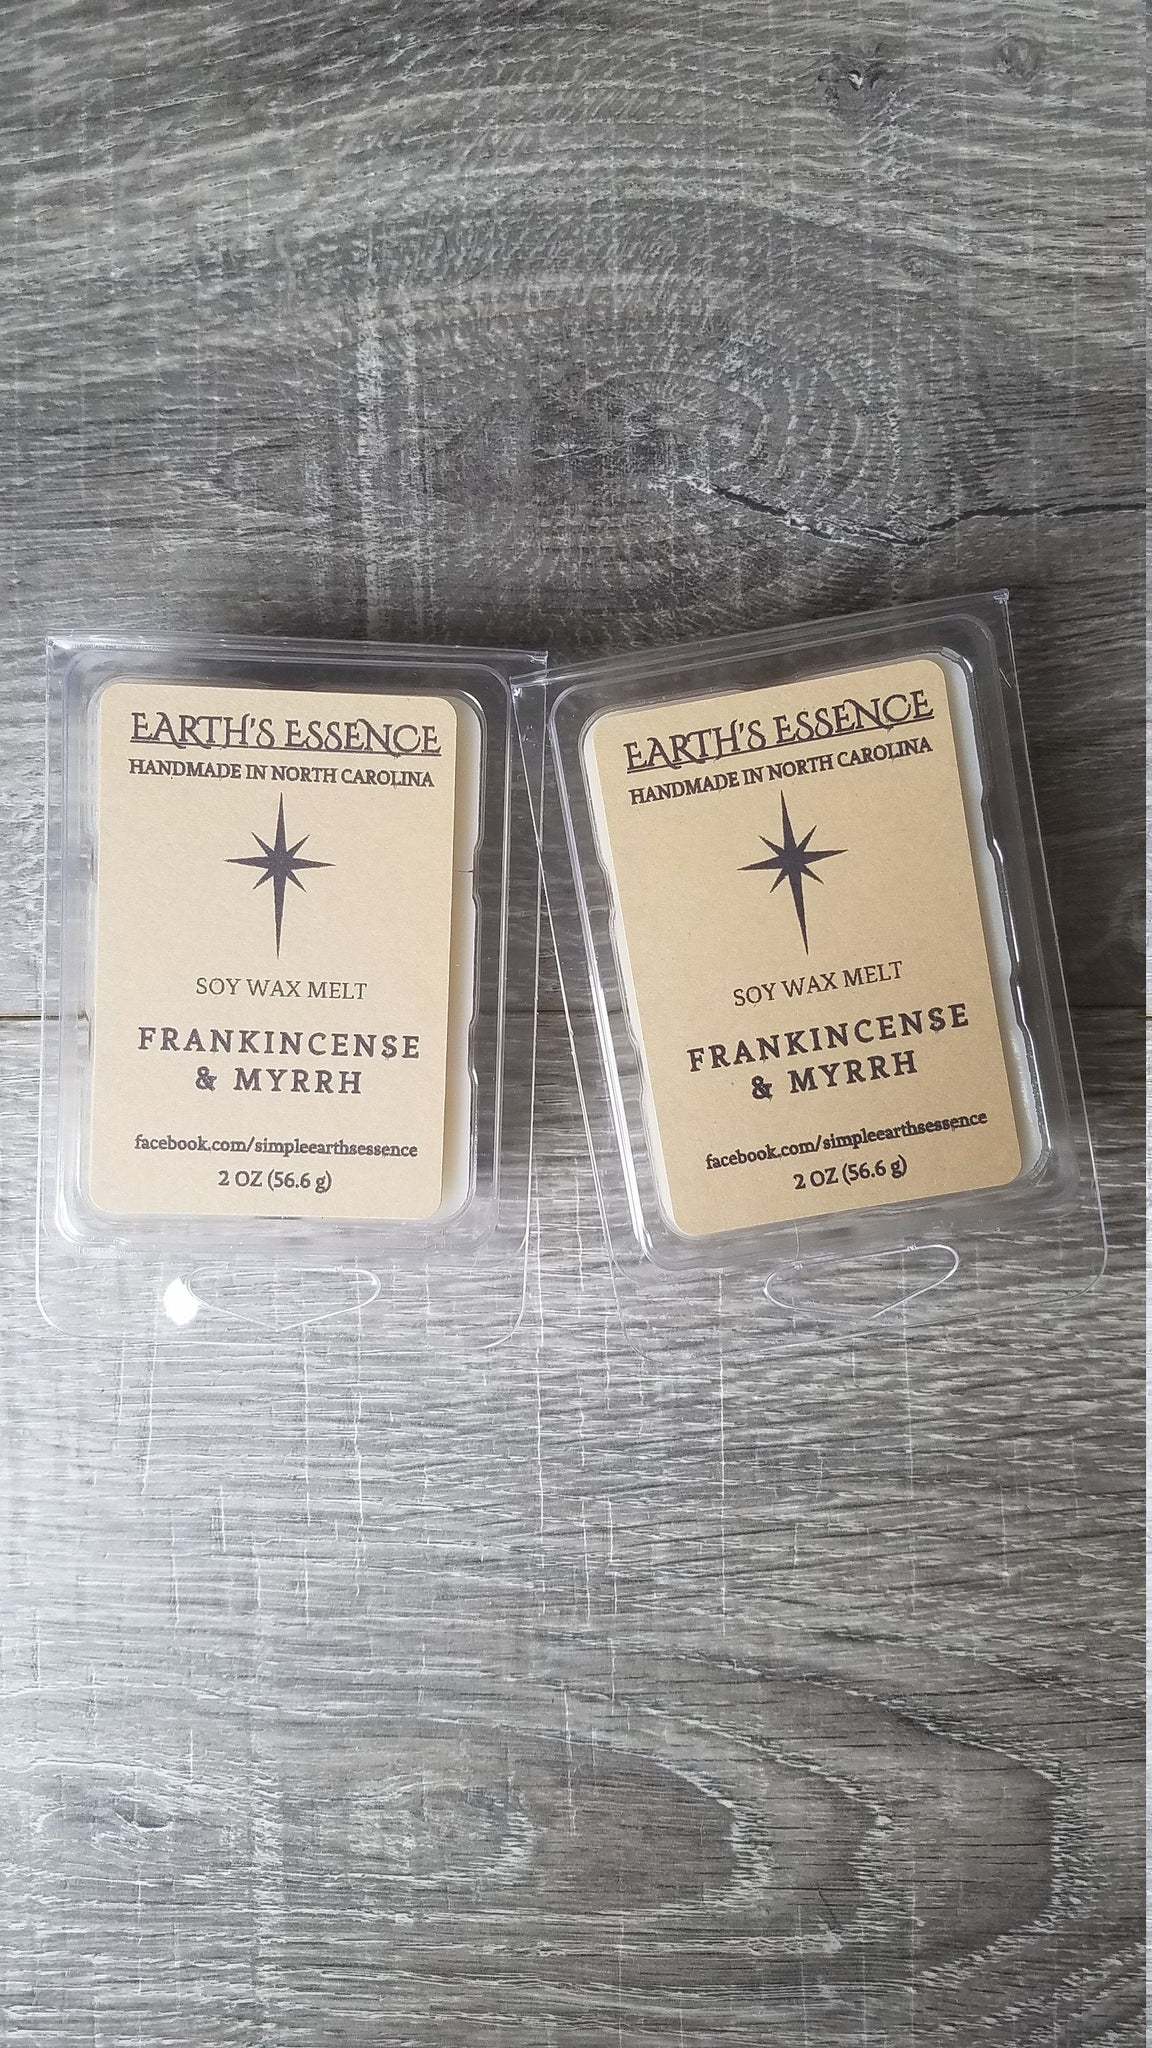 EARTH'S ESSENCE
HANDMADE IN NORTH CAROLINA
SOY WAX MELT
FRANKINCENSE
& MYRRH
facebook.com/simpleearthsessence
2 OZ (56.6 g)
EARTH'S ESSENCE
HANDMADE IN NORTH CAROLINA
SOY WAX MELT
FRANKINCENSE
& MYRRH
facebook.com/simpleearthsessence
2 OZ (56.6 g)